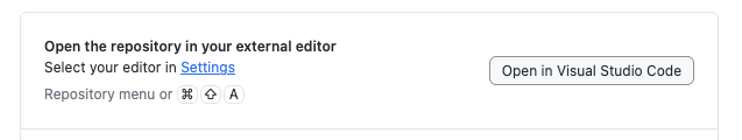 Open the repository in your external editor
Select your editor in Settings
Open in Visual Studio Code
Repository menu or ⌘ ⇧ A